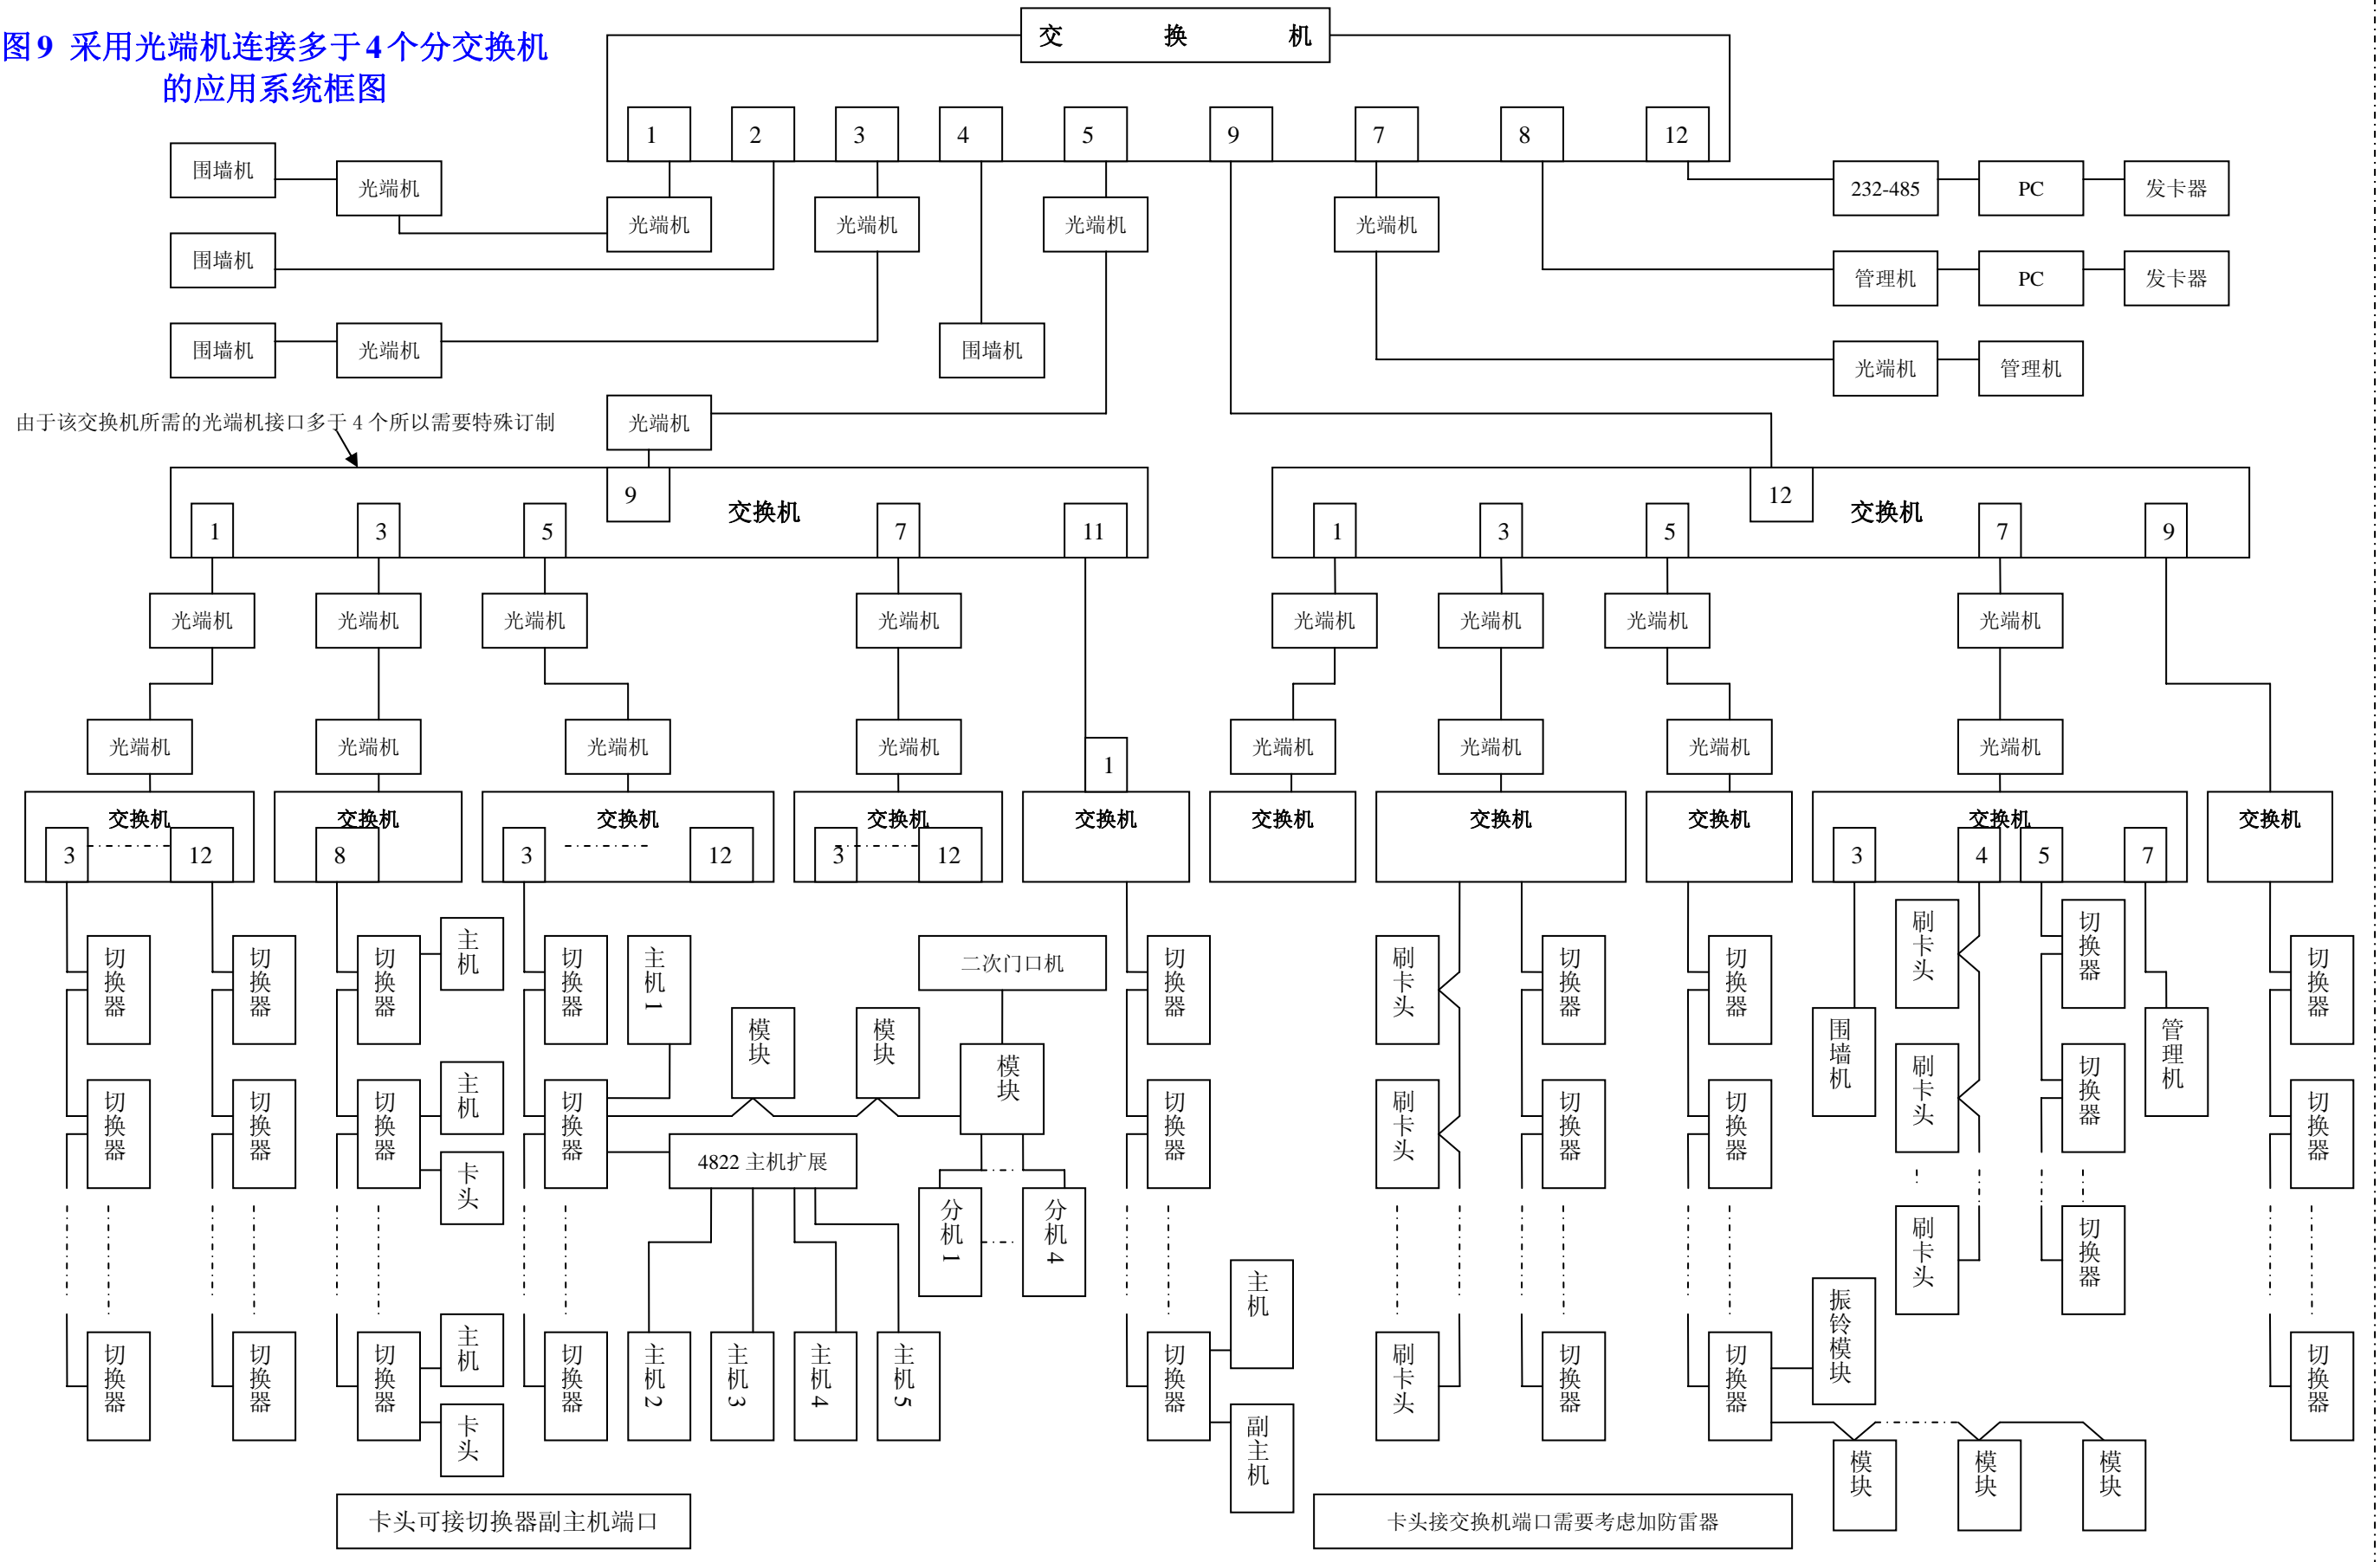 图9 采用光端机连接多于4个分交换机
的应用系统框图
交 换 机
1 2 3 4 5 9 7 8 12
围墙机 光端机 光端机 光端机 光端机 光端机 232-485 PC 发卡器
围墙机 管理机 PC 发卡器
围墙机 光端机 围墙机 光端机 管理机
由于该交换机所需的光端机接口多于4个所以需要特殊订制
光端机
9 交换机 12 交换机
1 3 5 7 11 1 3 5 7 9
光端机 光端机 光端机 光端机 光端机 光端机 光端机 光端机
光端机 光端机 光端机 光端机 1 光端机 光端机 光端机 光端机
交换机 交换机 交换机 交换机 交换机 交换机 交换机 交换机 交换机 交换机
3 12 8 3 12 3 12 3 4 5 7
切换器
切换器
切换器
切换器
切换器
切换器
切换器
主机
切换器
主机
卡头
切换器
主机
卡头
切换器
主机1
切换器
4822主机扩展
主机2
主机3
主机4
主机5
切换器
模块
模块
二次门口机
模块
分机1
分机4
切换器
切换器
切换器
主机
副主机
刷卡头
刷卡头
刷卡头
切换器
切换器
切换器
切换器
切换器
切换器
振铃模块
模块
模块
模块
围墙机
刷卡头
刷卡头
刷卡头
切换器
切换器
切换器
管理机
切换器
切换器
切换器
卡头可接切换器副主机端口
卡头接交换机端口需要考虑加防雷器